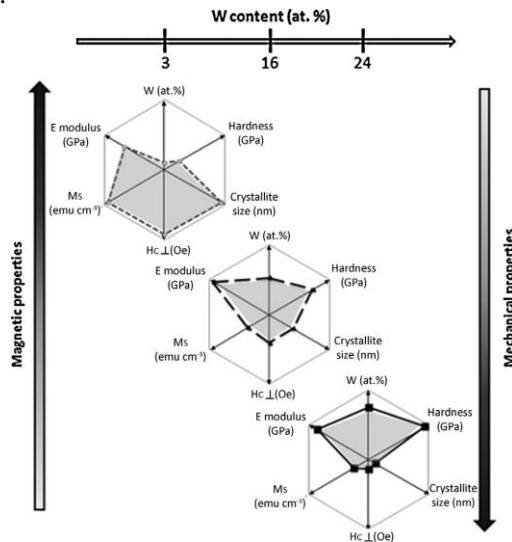 W content (at. %)
3 16 24
W (at.%)
E modulus
(GPa)
Hardness
(GPa)
Ms
(emu cm⁻³)
Crystallite
size (nm)
Hc ⊥(Oe)
W (at.%)
E modulus
(GPa)
Hardness
(GPa)
Ms
(emu cm⁻³)
Crystallite
size (nm)
Hc ⊥(Oe)
W (at.%)
E modulus
(GPa)
Hardness
(GPa)
Ms
(emu cm⁻³)
Crystallite
size (nm)
Hc ⊥(Oe)
Magnetic properties
Mechanical properties